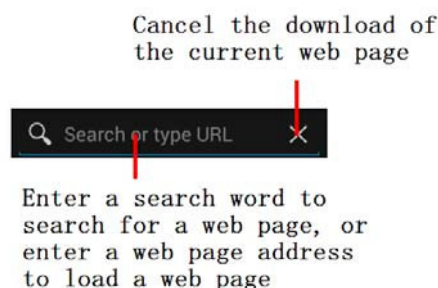 Cancel the download of
the current web page
Search or type URL
Enter a search word to
search for a web page, or
enter a web page address
to load a web page